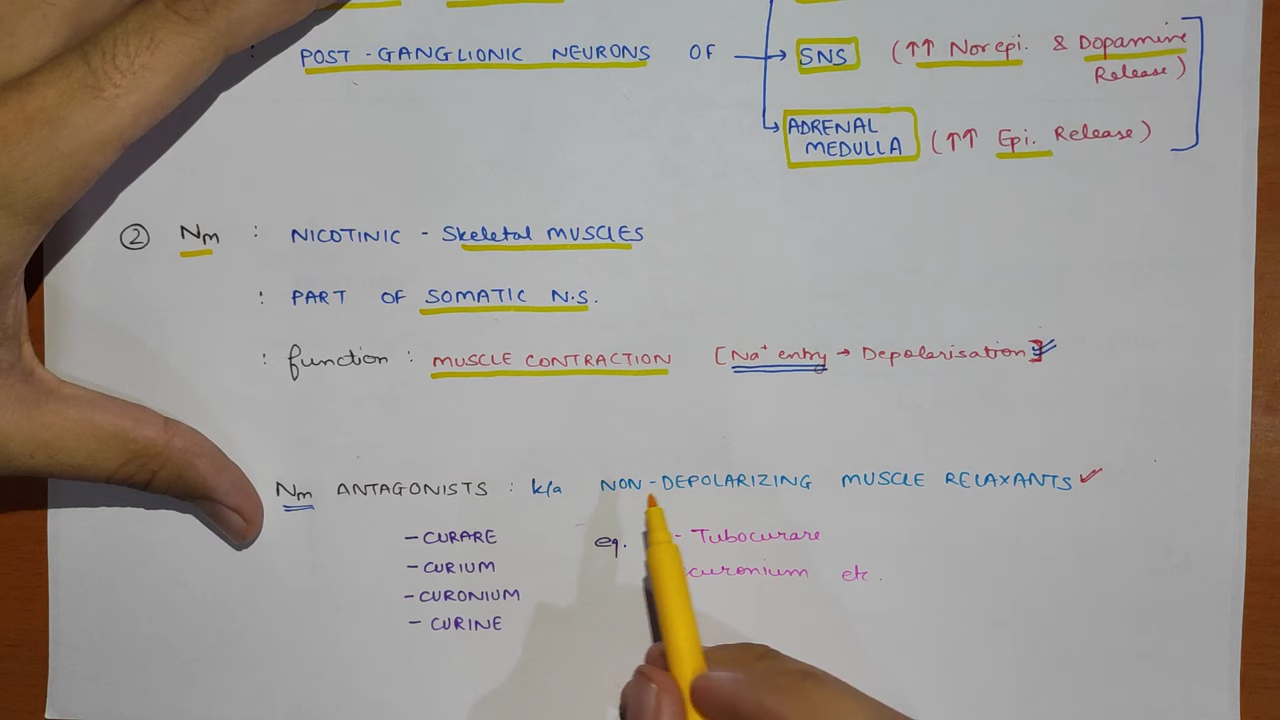 : POST-GANGLIONIC NEURONS OF → SNS (↑↑ Norepi. & Dopamine
Release)
ADRENAL
MEDULLA (↑↑ Epi. Release)
② Nm : NICOTINIC - Skeletal MUSCLES
: PART OF SOMATIC N.S.
: function : MUSCLE CONTRACTION [Na⁺ entry → Depolarisation]
Nm ANTAGONISTS : k/a NON-DEPOLARIZING MUSCLE RELAXANTS ✓
- CURARE eg. - Tubocurare
- CURIUM etc.
- CURONIUM
- CURINE